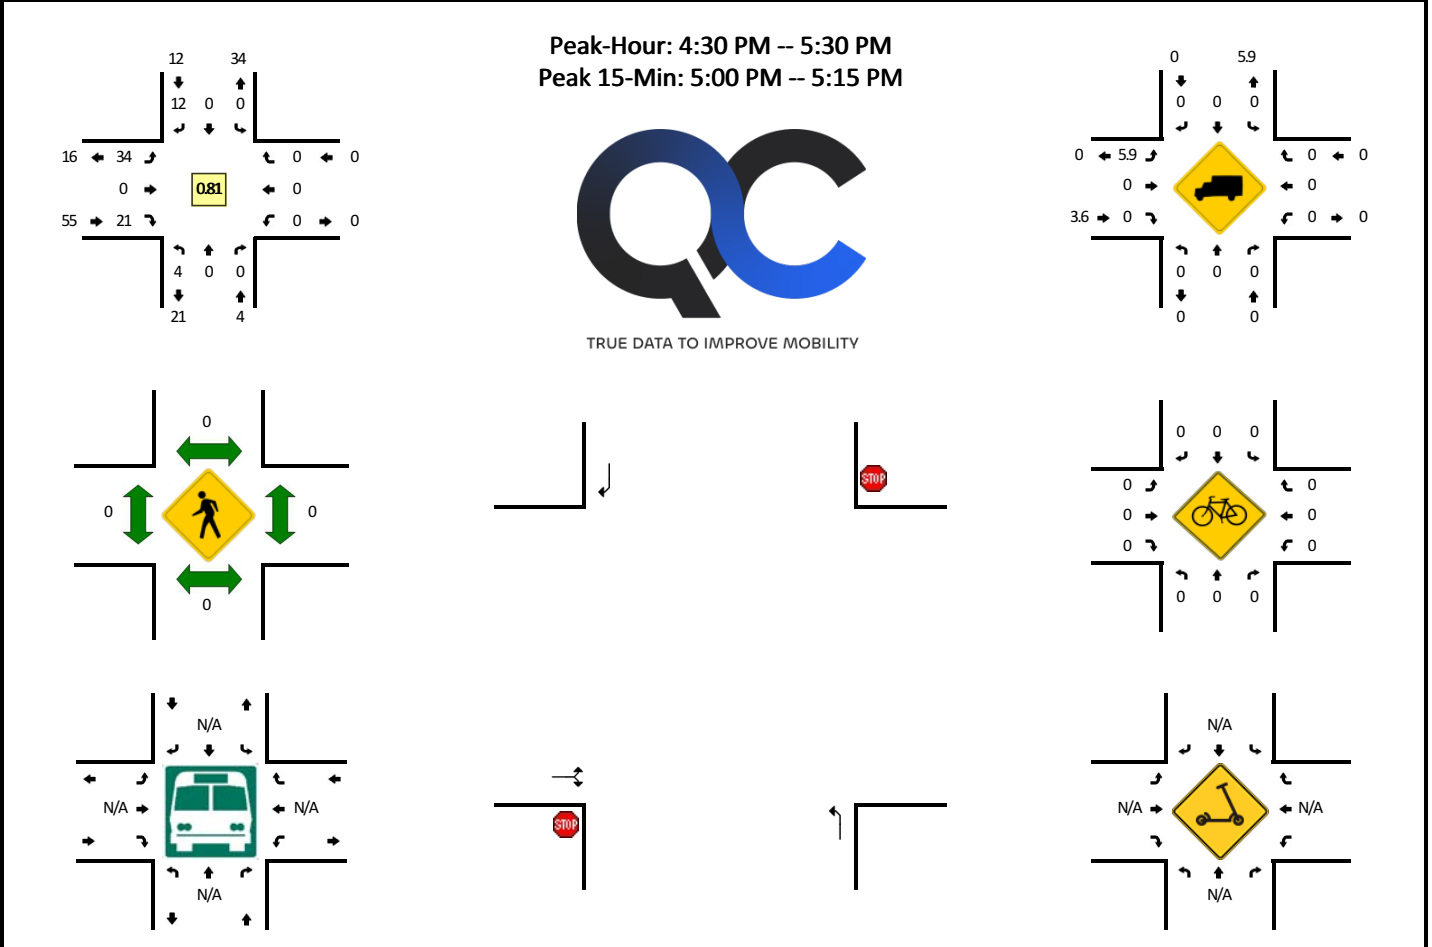 Peak-Hour: 4:30 PM -- 5:30 PM
Peak 15-Min: 5:00 PM -- 5:15 PM
12 34
12 0 0
16 34 0 0
0 0.81 0
55 21 0 0
4 0 0
21 4
QC
TRUE DATA TO IMPROVE MOBILITY
0 5.9
0 0 0
0 5.9 0 0
0 0
3.6 0 0 0
0 0 0
0 0
0
0 0
0
STOP
STOP
0 0 0
0 0
0 0
0 0
0 0 0
N/A
N/A N/A
N/A
N/A
N/A N/A
N/A